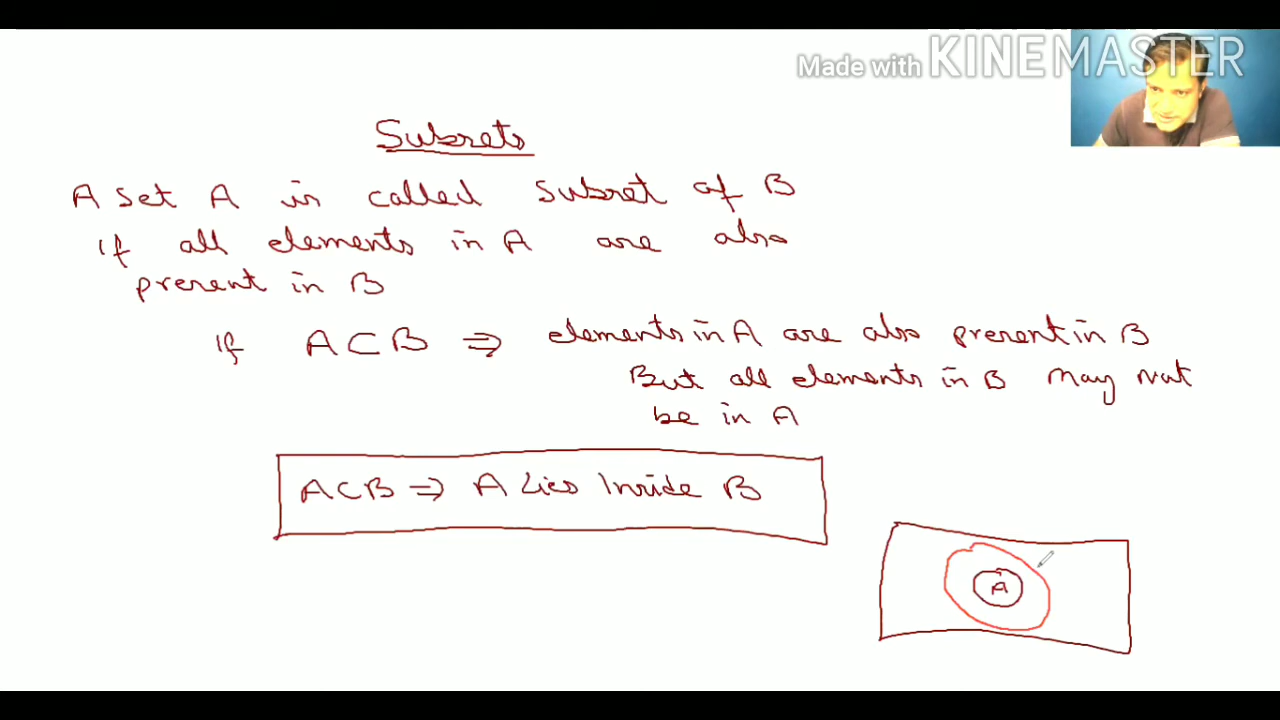 Made with KINEMASTER
Subsets
A set A is called subset of B
if all elements in A are also
present in B
if A⊂B ⇒ elements in A are also present in B
But all elements in B may not
be in A
A⊂B ⇒ A Lies Inside B
A